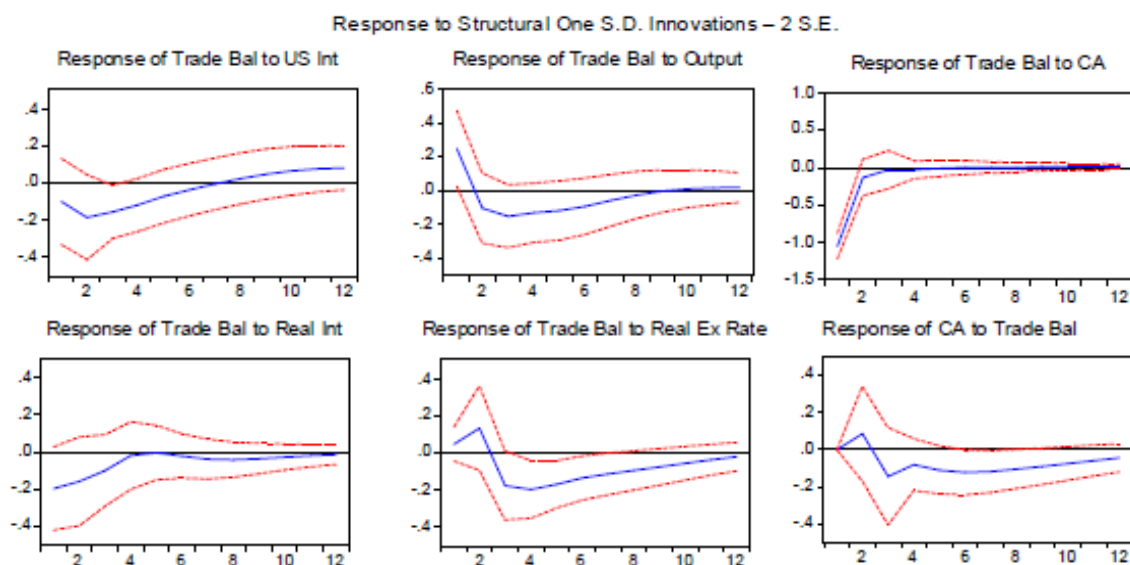 Response to Structural One S.D. Innovations – 2 S.E.
Response of Trade Bal to US Int
.4
.2
.0
-.2
-.4
2 4 6 8 10 12
Response of Trade Bal to Output
.6
.4
.2
.0
-.2
-.4
2 4 6 8 10 12
Response of Trade Bal to CA
1.0
0.5
0.0
-0.5
-1.0
-1.5
2 4 6 8 10 12
Response of Trade Bal to Real Int
.4
.2
.0
-.2
-.4
2 4 6 8 10 12
Response of Trade Bal to Real Ex Rate
.4
.2
.0
-.2
-.4
2 4 6 8 10 12
Response of CA to Trade Bal
.4
.2
.0
-.2
-.4
2 4 6 8 10 12